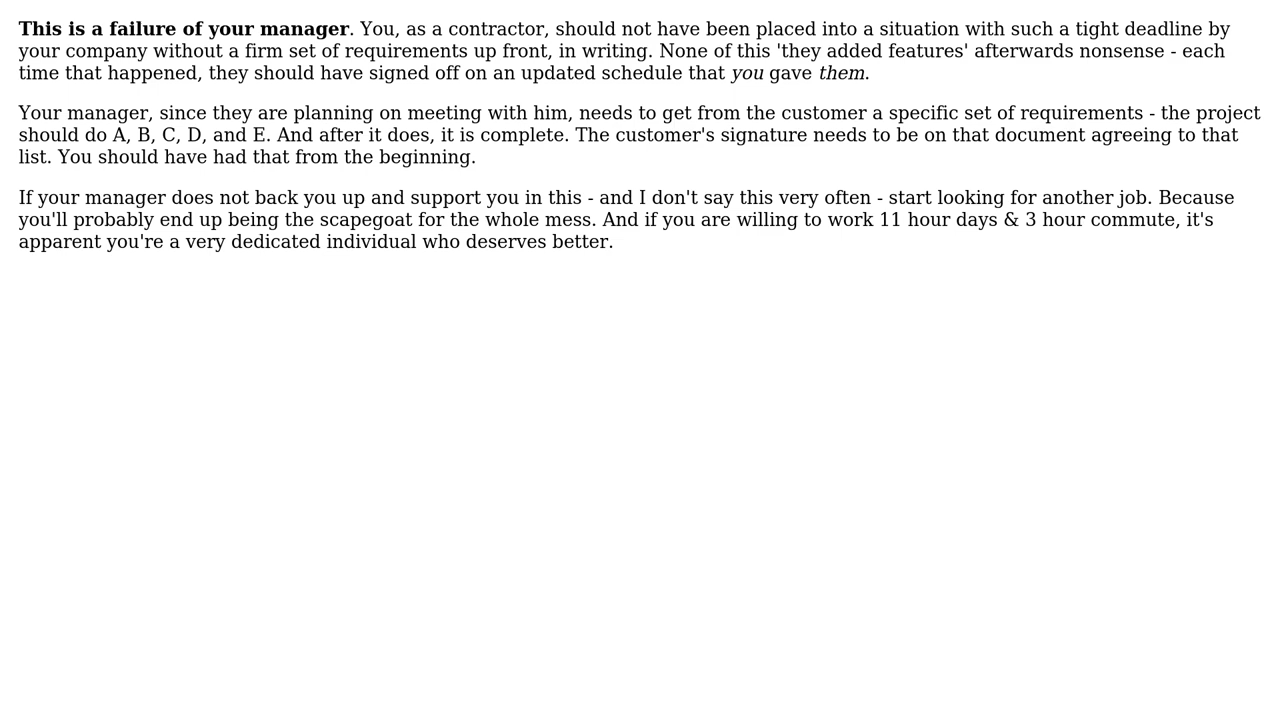 This is a failure of your manager. You, as a contractor, should not have been placed into a situation with such a tight deadline by
your company without a firm set of requirements up front, in writing. None of this 'they added features' afterwards nonsense - each
time that happened, they should have signed off on an updated schedule that you gave them.
Your manager, since they are planning on meeting with him, needs to get from the customer a specific set of requirements - the project
should do A, B, C, D, and E. And after it does, it is complete. The customer's signature needs to be on that document agreeing to that
list. You should have had that from the beginning.
If your manager does not back you up and support you in this - and I don't say this very often - start looking for another job. Because
you'll probably end up being the scapegoat for the whole mess. And if you are willing to work 11 hour days & 3 hour commute, it's
apparent you're a very dedicated individual who deserves better.